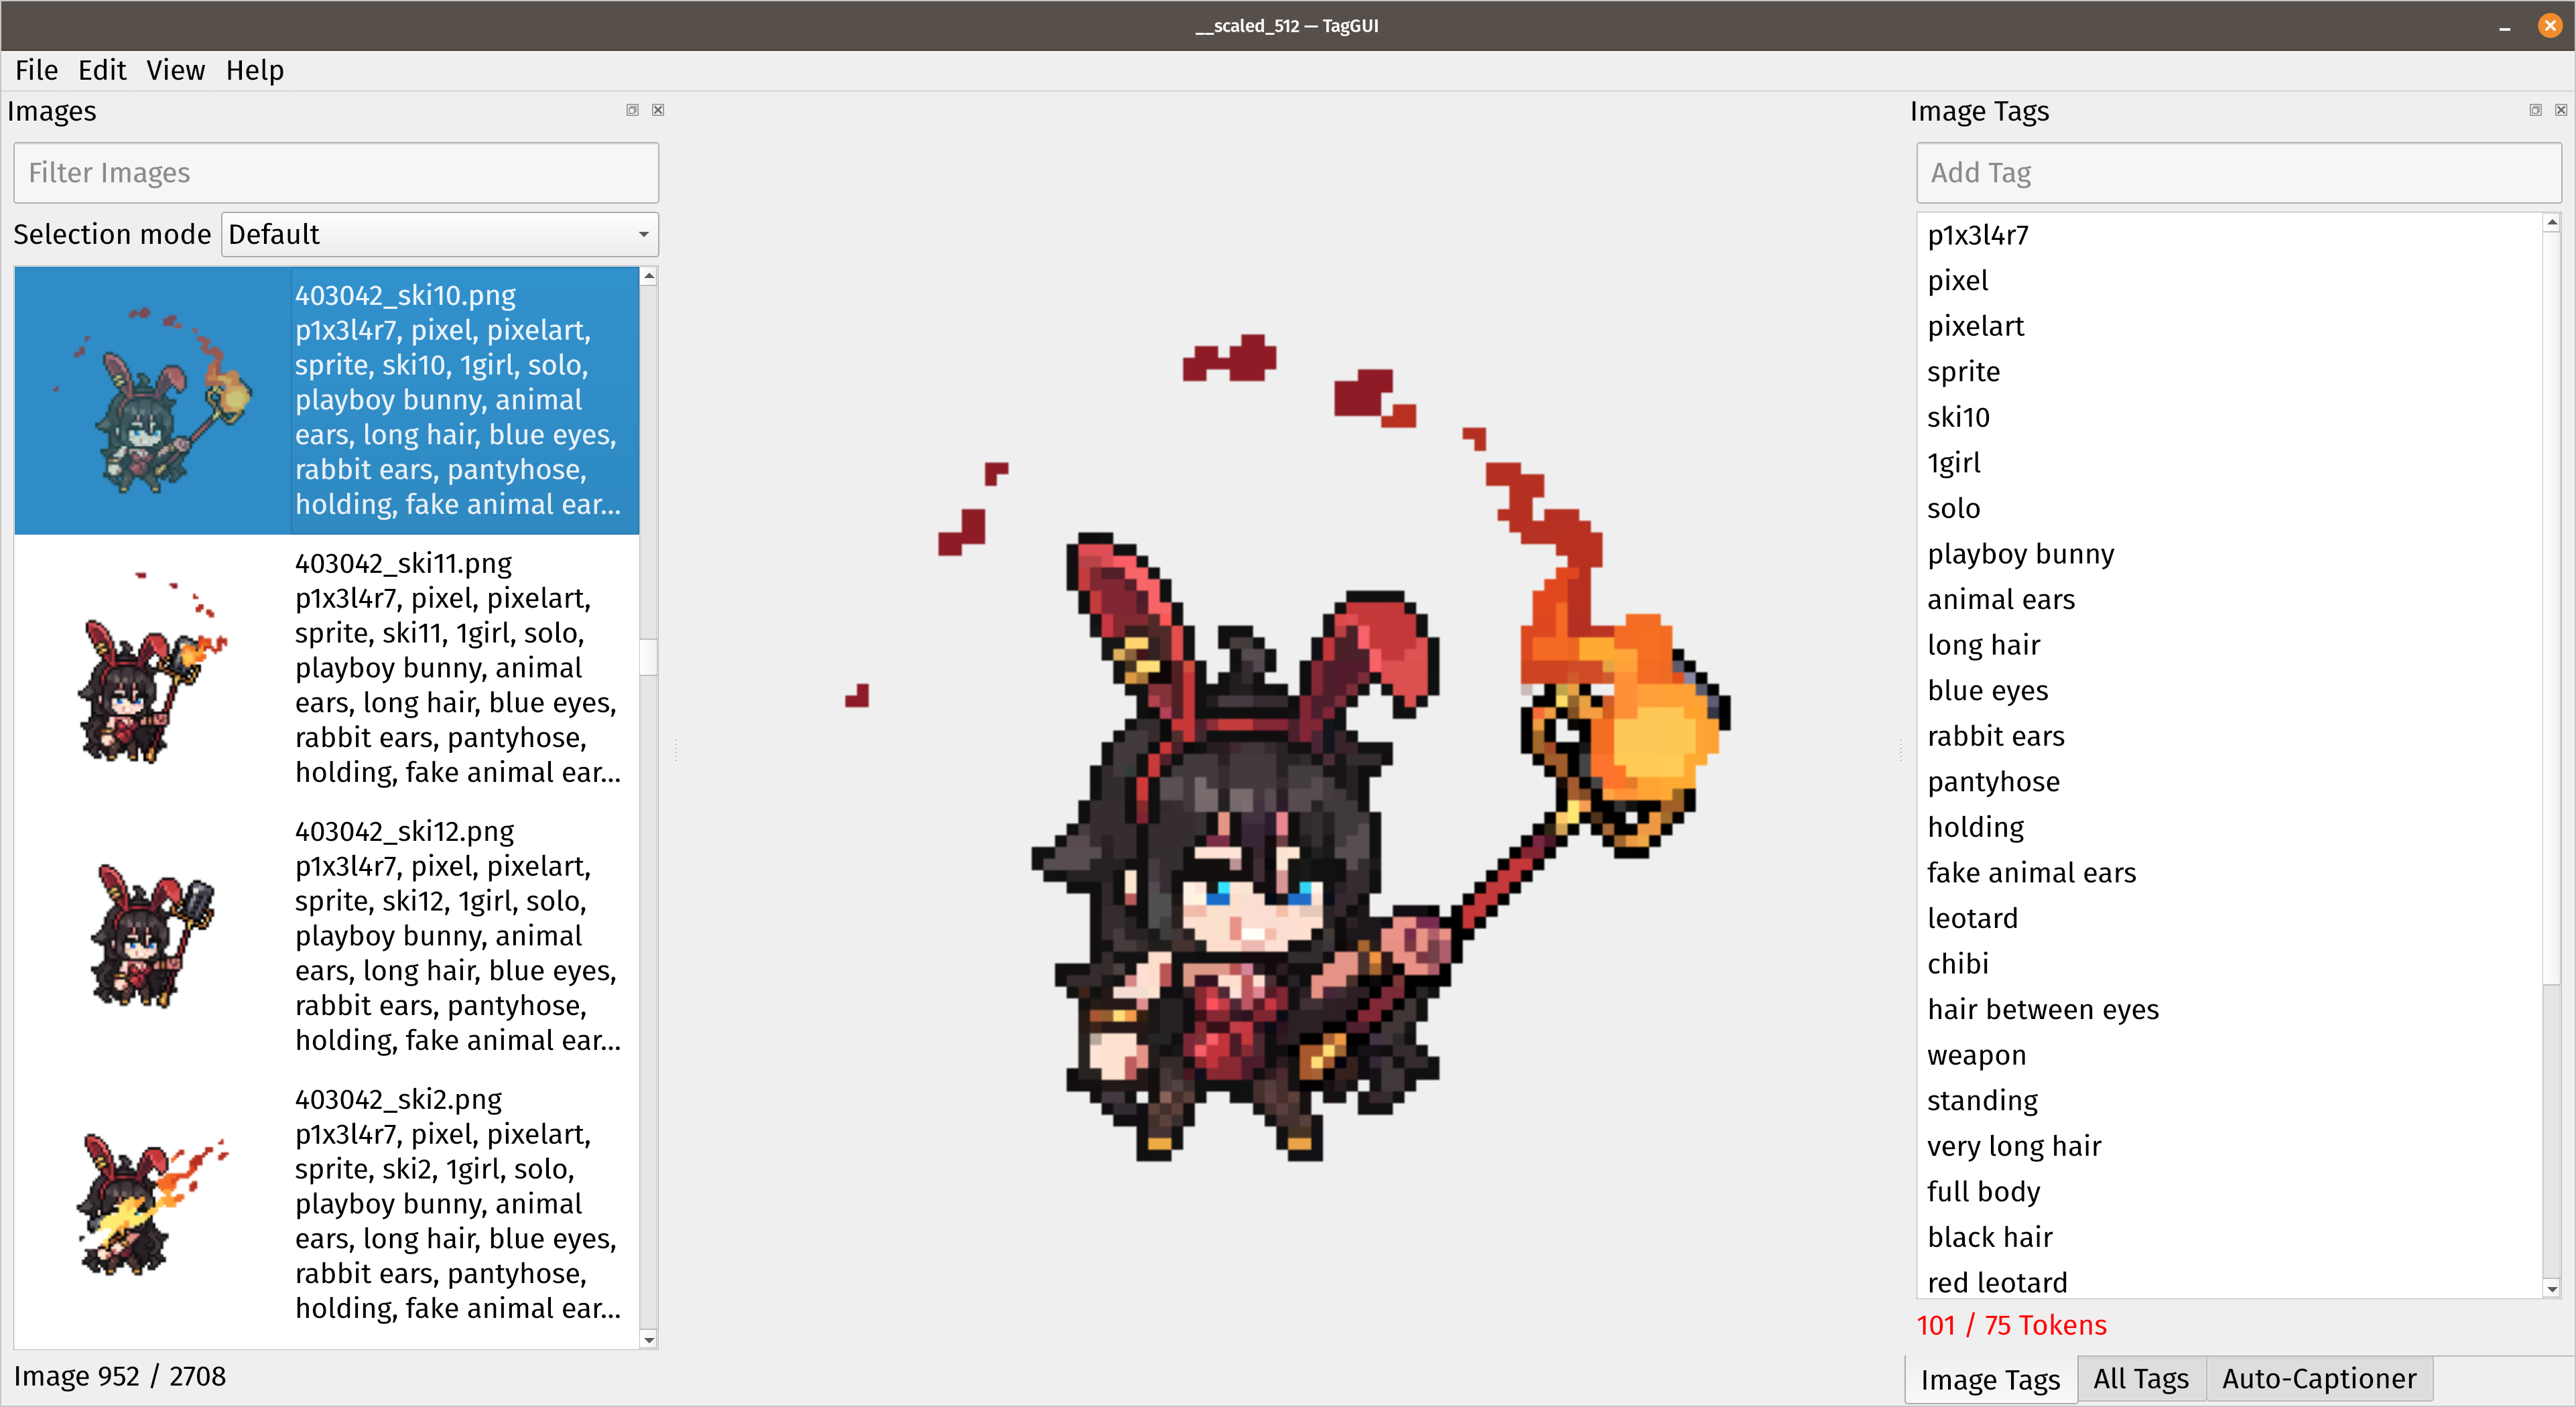 __scaled_512 — TagGUI
File Edit View Help
Images
Filter Images
Selection mode Default
403042_ski10.png
p1x3l4r7, pixel, pixelart,
sprite, ski10, 1girl, solo,
playboy bunny, animal
ears, long hair, blue eyes,
rabbit ears, pantyhose,
holding, fake animal ear...
403042_ski11.png
p1x3l4r7, pixel, pixelart,
sprite, ski11, 1girl, solo,
playboy bunny, animal
ears, long hair, blue eyes,
rabbit ears, pantyhose,
holding, fake animal ear...
403042_ski12.png
p1x3l4r7, pixel, pixelart,
sprite, ski12, 1girl, solo,
playboy bunny, animal
ears, long hair, blue eyes,
rabbit ears, pantyhose,
holding, fake animal ear...
403042_ski2.png
p1x3l4r7, pixel, pixelart,
sprite, ski2, 1girl, solo,
playboy bunny, animal
ears, long hair, blue eyes,
rabbit ears, pantyhose,
holding, fake animal ear...
Image 952 / 2708
Image Tags
Add Tag
p1x3l4r7
pixel
pixelart
sprite
ski10
1girl
solo
playboy bunny
animal ears
long hair
blue eyes
rabbit ears
pantyhose
holding
fake animal ears
leotard
chibi
hair between eyes
weapon
standing
very long hair
full body
black hair
red leotard
101 / 75 Tokens
Image Tags All Tags Auto-Captioner